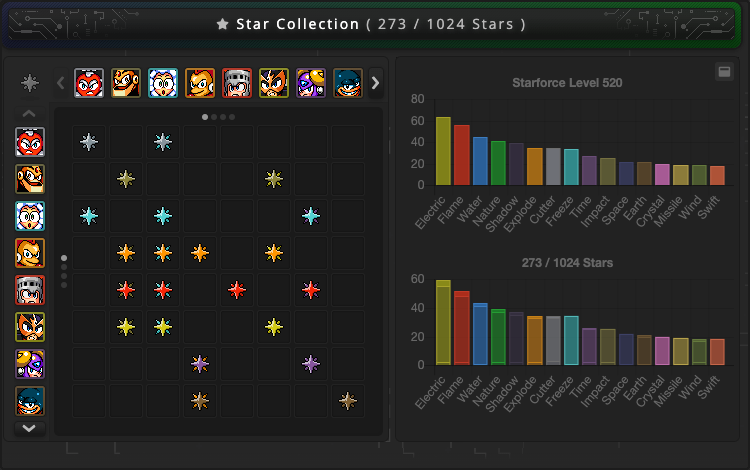 ★ Star Collection ( 273 / 1024 Stars )
Starforce Level 520
80
60
40
20
0
Electric Flame Water Nature Shadow Explode Cutter Freeze Time Impact Space Earth Crystal Missile Wind Swift
273 / 1024 Stars
60
40
20
0
Electric Flame Water Nature Shadow Explode Cutter Freeze Time Impact Space Earth Crystal Missile Wind Swift